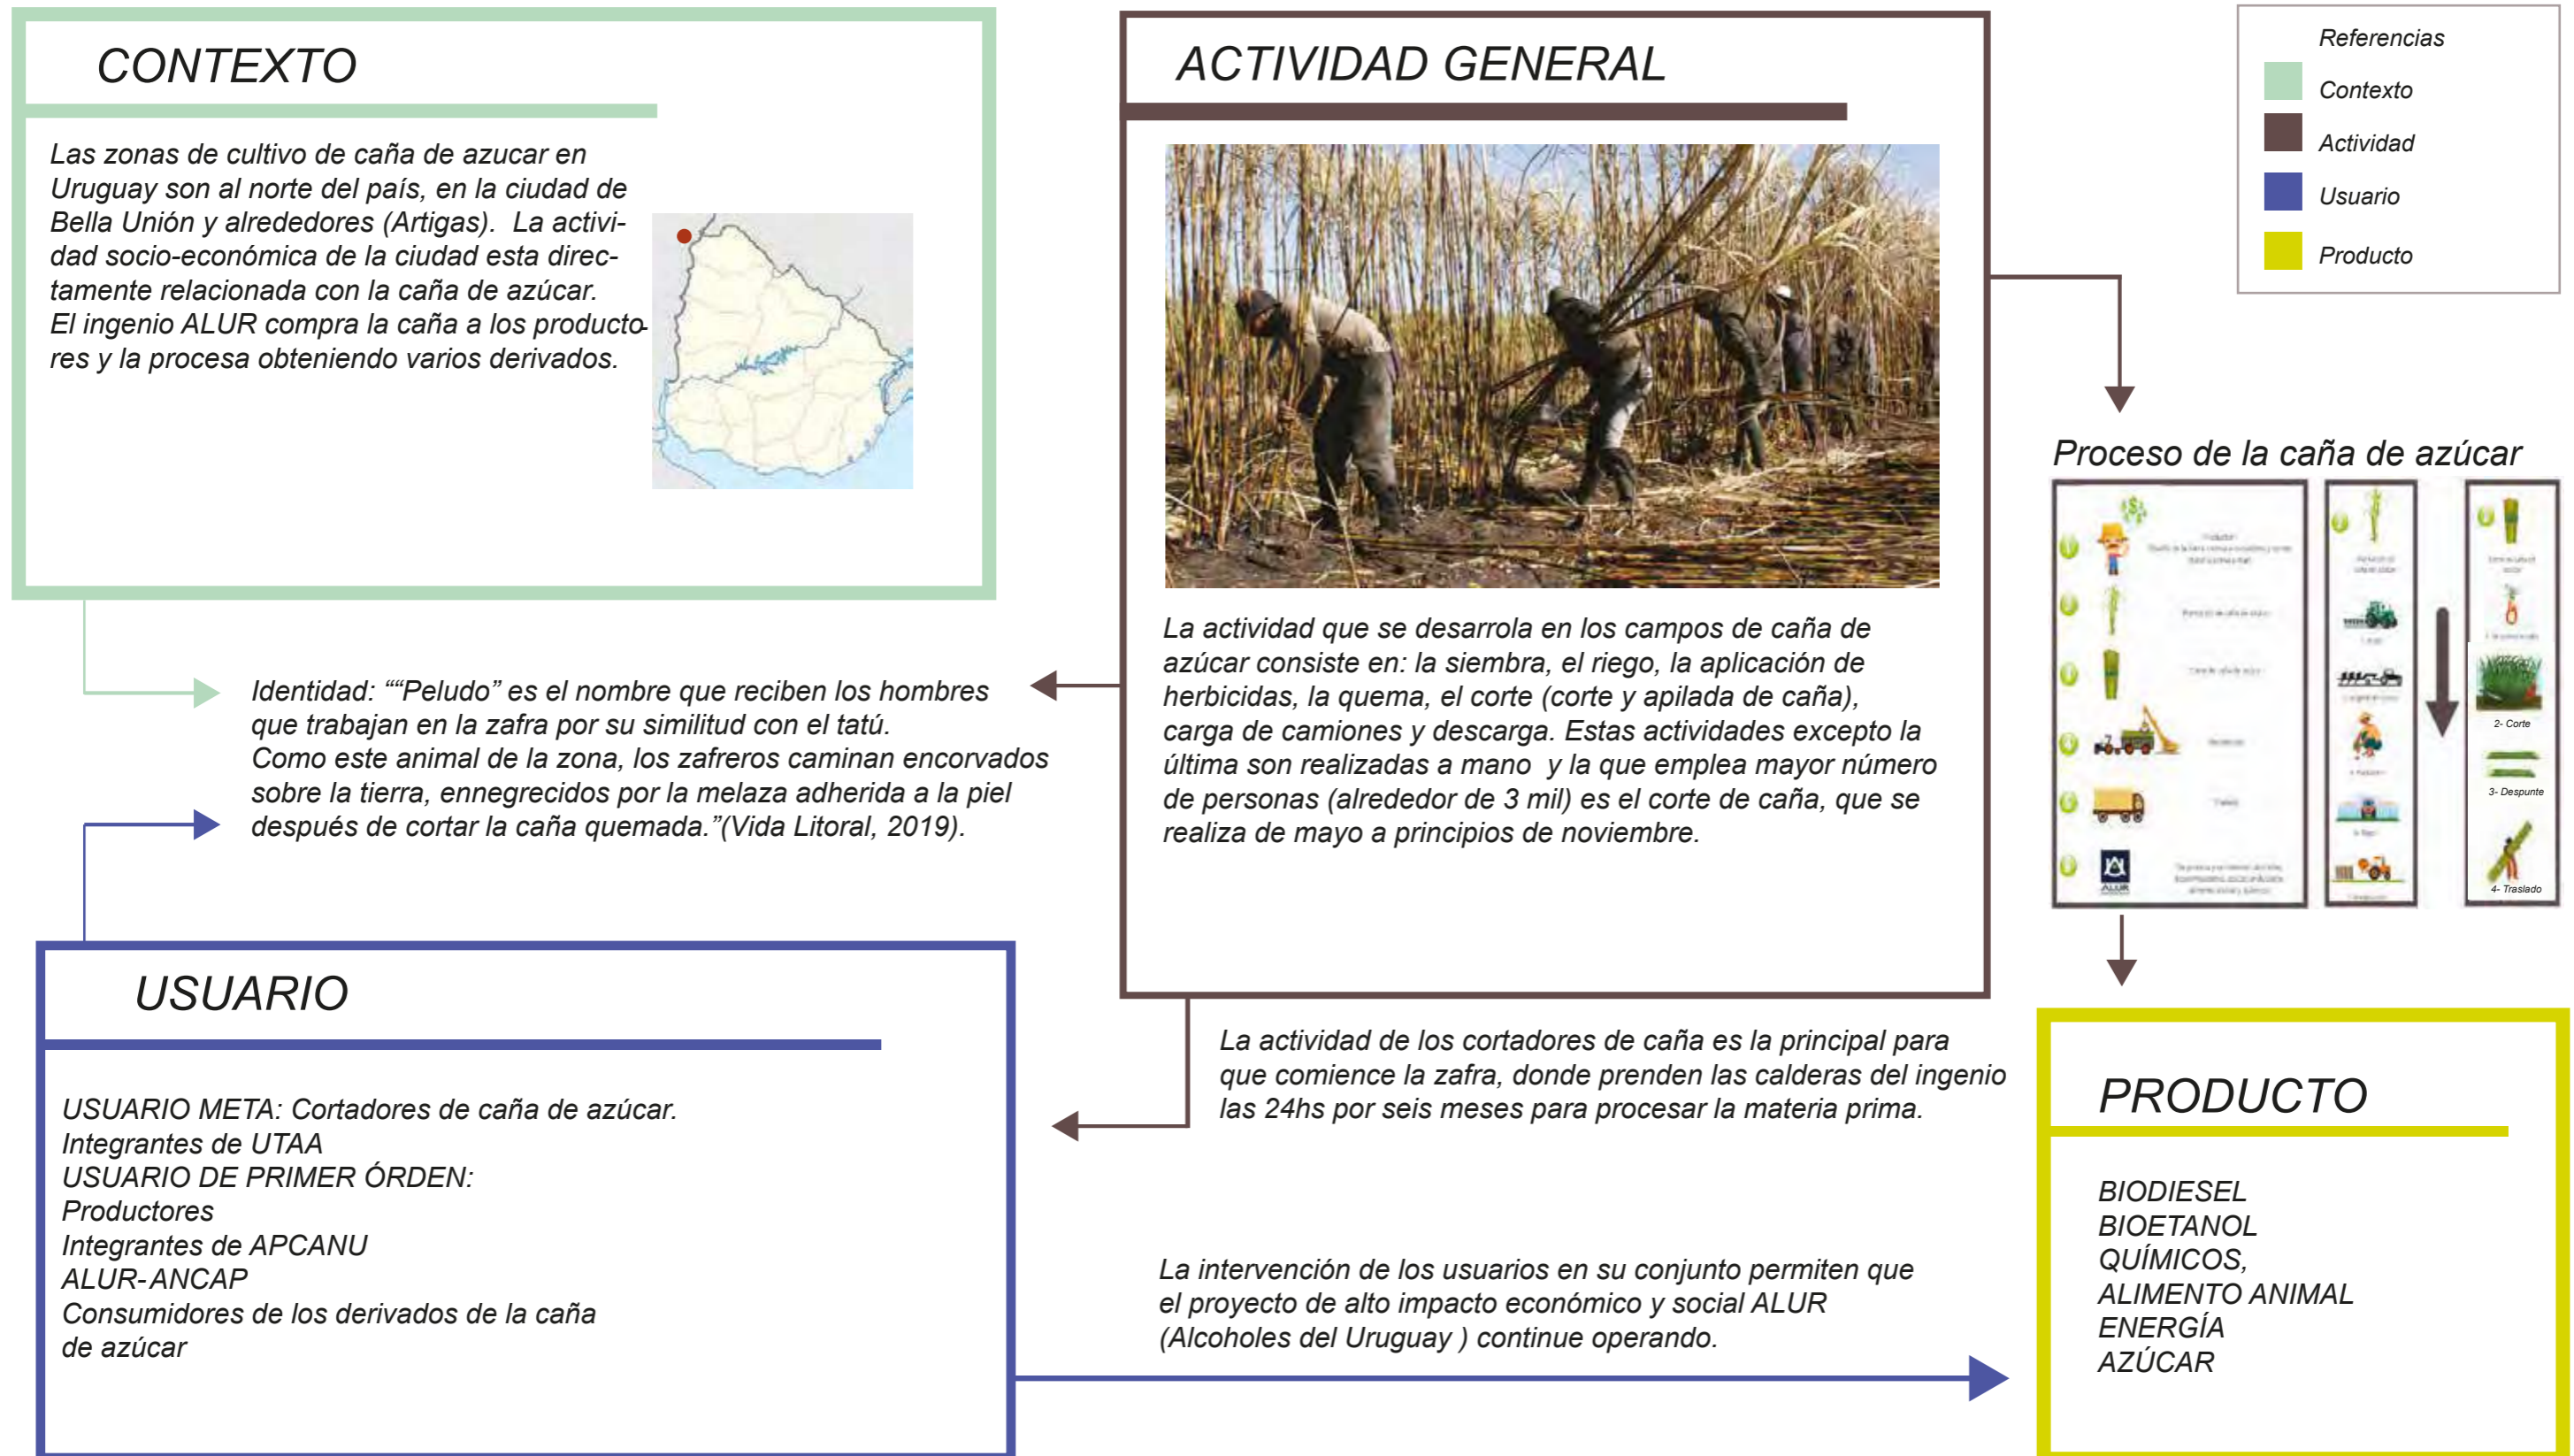 CONTEXTO
Las zonas de cultivo de caña de azucar en
Uruguay son al norte del país, en la ciudad de
Bella Unión y alrededores (Artigas). La activi-
dad socio-económica de la ciudad esta direc-
tamente relacionada con la caña de azúcar.
El ingenio ALUR compra la caña a los producto-
res y la procesa obteniendo varios derivados.
ACTIVIDAD GENERAL
La actividad que se desarrola en los campos de caña de
azúcar consiste en: la siembra, el riego, la aplicación de
herbicidas, la quema, el corte (corte y apilada de caña),
carga de camiones y descarga. Estas actividades excepto la
última son realizadas a mano y la que emplea mayor número
de personas (alrédedor de 3 mil) es el corte de caña, que se
realiza de mayo a principios de noviembre.
Referencias
Contexto
Actividad
Usuario
Producto
Identidad: ““Peludo” es el nombre que reciben los hombres
que trabajan en la zafra por su similitud con el tatú.
Como este animal de la zona, los zafreros caminan encorvados
sobre la tierra, ennegrecidos por la melaza adherida a la piel
después de cortar la caña quemada.”(Vida Litoral, 2019).
Proceso de la caña de azúcar
ALUR
2- Corte
3- Despunte
4- Traslado
USUARIO
USUARIO META: Cortadores de caña de azúcar.
Integrantes de UTAA
USUARIO DE PRIMER ÓRDEN:
Productores
Integrantes de APCANU
ALUR-ANCAP
Consumidores de los derivados de la caña
de azúcar
La actividad de los cortadores de caña es la principal para
que comience la zafra, donde prenden las calderas del ingenio
las 24hs por seis meses para procesar la materia prima.
La intervención de los usuarios en su conjunto permiten que
el proyecto de alto impacto económico y social ALUR
(Alcoholes del Uruguay ) continue operando.
PRODUCTO
BIODIESEL
BIOETANOL
QUÍMICOS,
ALIMENTO ANIMAL
ENERGÍA
AZÚCAR